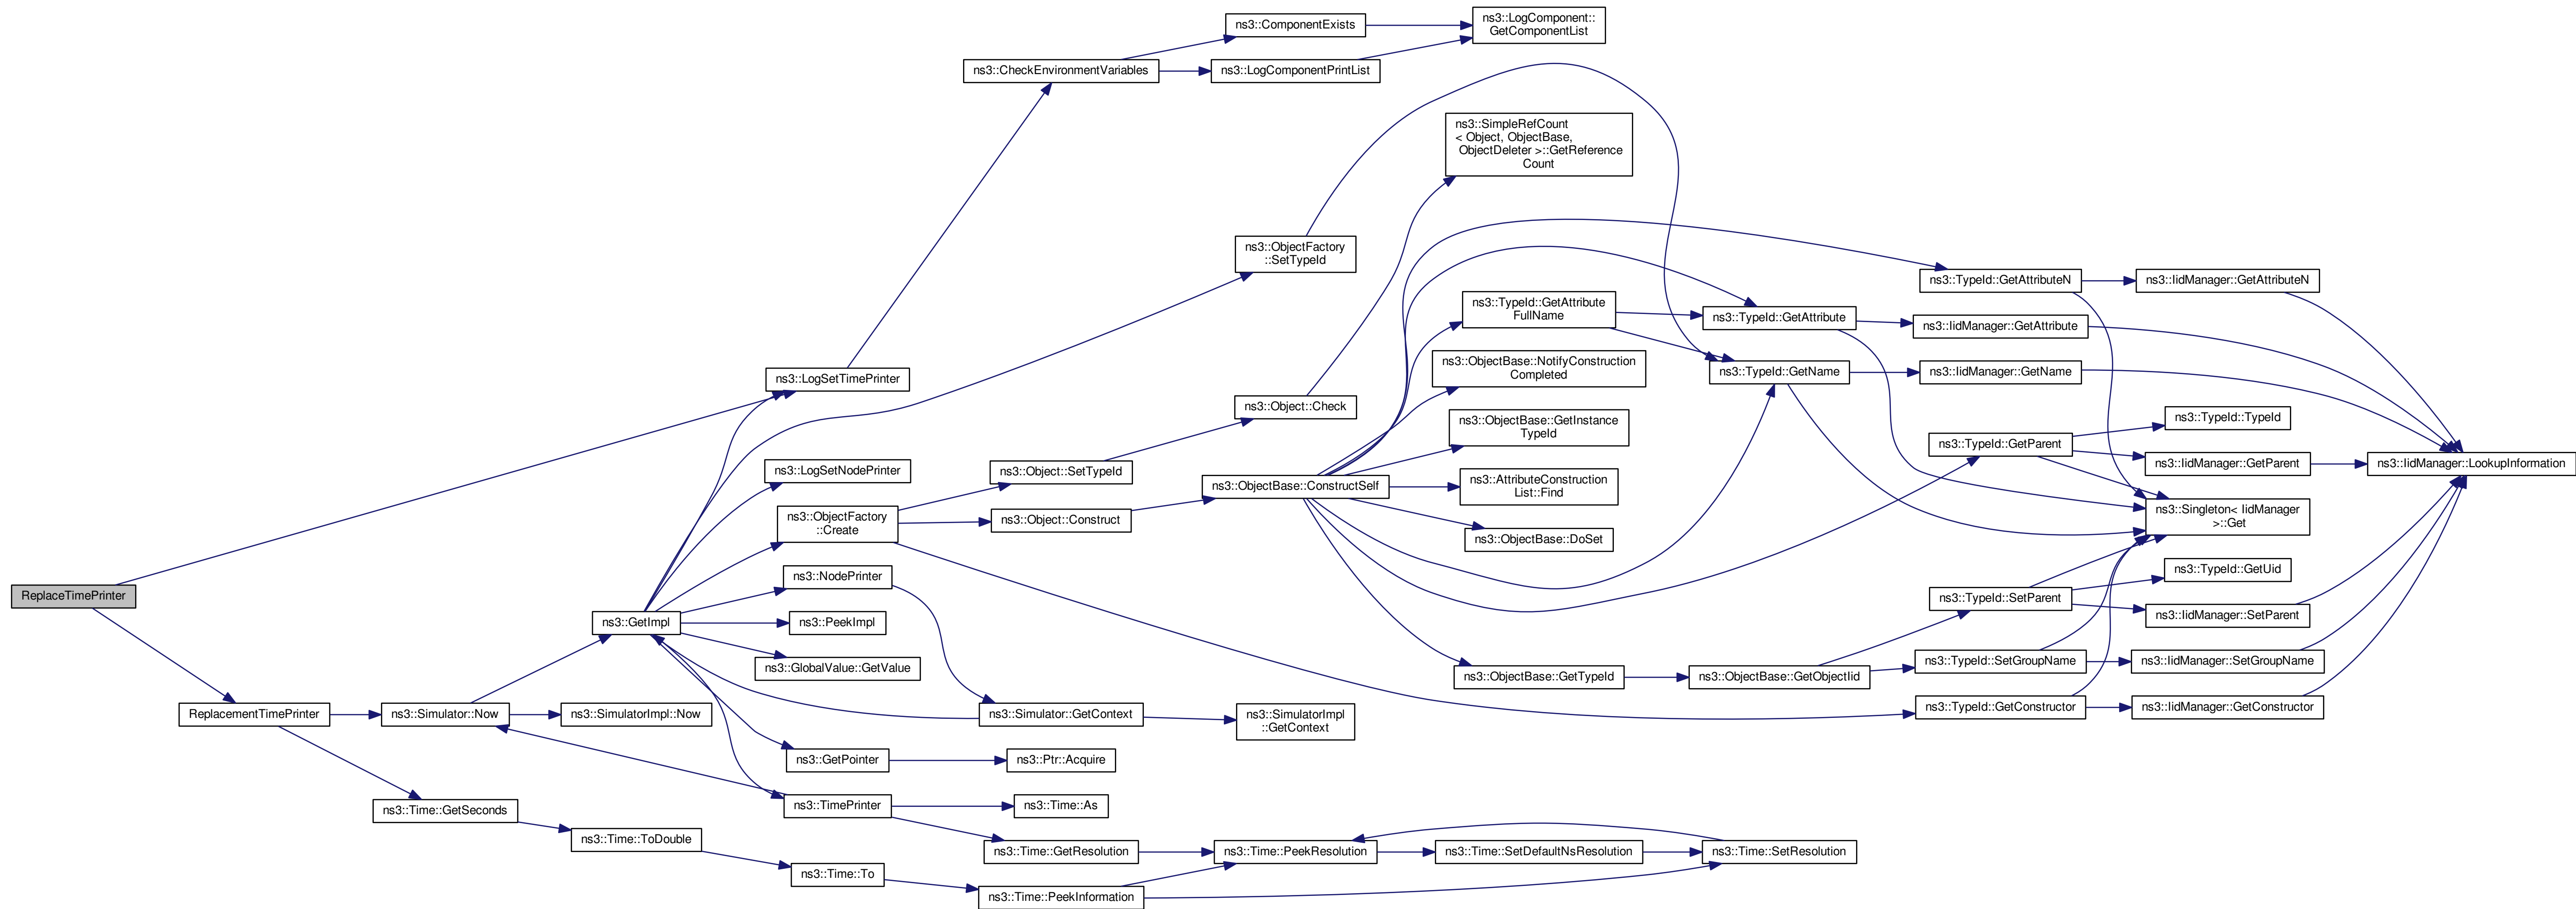 ns3::ComponentExists
ns3::LogComponent::
GetComponentList
ns3::CheckEnvironmentVariables
ns3::LogComponentPrintList
ns3::SimpleRefCount
< Object, ObjectBase,
ObjectDeleter >::GetReference
Count
ns3::ObjectFactory
::SetTypeId
ns3::TypeId::GetAttributeN
ns3::IidManager::GetAttributeN
ns3::TypeId::GetAttribute
FullName
ns3::TypeId::GetAttribute
ns3::IidManager::GetAttribute
ns3::LogSetTimePrinter
ns3::ObjectBase::NotifyConstruction
Completed
ns3::TypeId::GetName
ns3::IidManager::GetName
ns3::Object::Check
ns3::ObjectBase::GetInstance
TypeId
ns3::TypeId::TypeId
ns3::TypeId::GetParent
ns3::IidManager::GetParent
ns3::IidManager::LookupInformation
ns3::LogSetNodePrinter
ns3::Object::SetTypeId
ns3::ObjectBase::ConstructSelf
ns3::AttributeConstruction
List::Find
ns3::ObjectFactory
::Create
ns3::Object::Construct
ns3::Singleton< IidManager
>::Get
ns3::ObjectBase::DoSet
ns3::NodePrinter
ns3::TypeId::GetUid
ReplaceTimePrinter
ns3::TypeId::SetParent
ns3::IidManager::SetParent
ns3::GetImpl
ns3::PeekImpl
ns3::GlobalValue::GetValue
ns3::ObjectBase::GetTypeId
ns3::ObjectBase::GetObjectIid
ns3::TypeId::SetGroupName
ns3::IidManager::SetGroupName
ReplacementTimePrinter
ns3::Simulator::Now
ns3::SimulatorImpl::Now
ns3::Simulator::GetContext
ns3::SimulatorImpl
::GetContext
ns3::TypeId::GetConstructor
ns3::IidManager::GetConstructor
ns3::GetPointer
ns3::Ptr::Acquire
ns3::Time::GetSeconds
ns3::TimePrinter
ns3::Time::As
ns3::Time::ToDouble
ns3::Time::GetResolution
ns3::Time::PeekResolution
ns3::Time::SetDefaultNsResolution
ns3::Time::SetResolution
ns3::Time::To
ns3::Time::PeekInformation